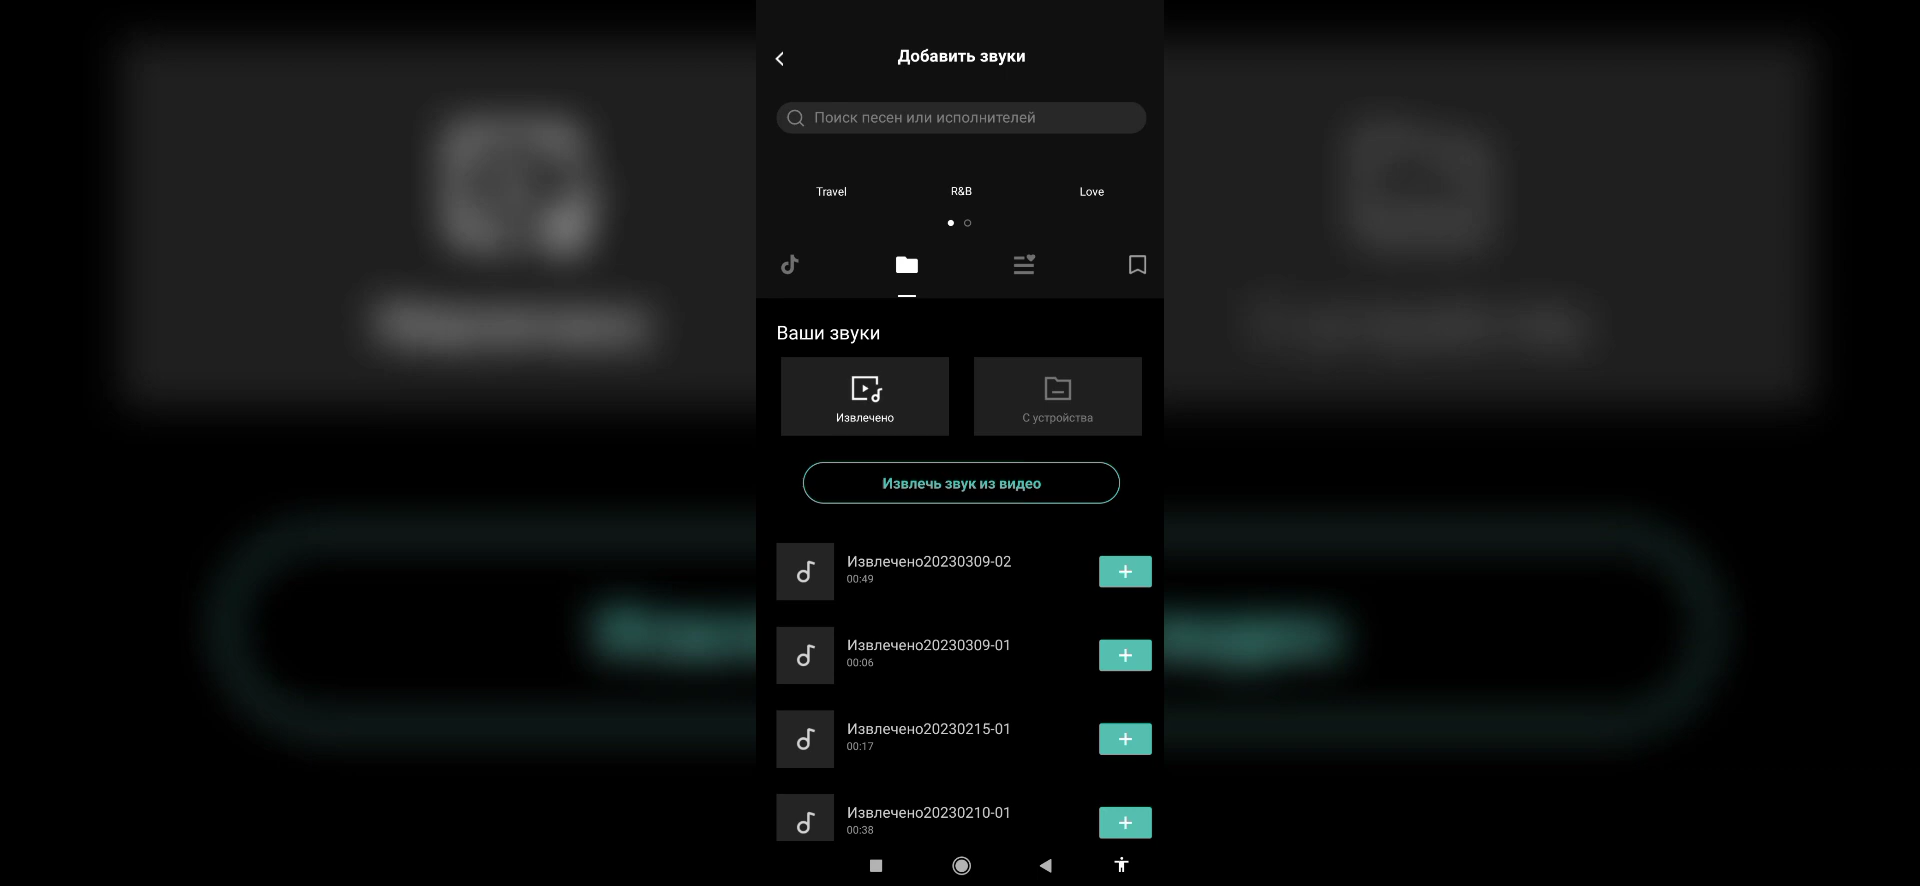 Добавить звуки
Поиск песен или исполнителей
Travel R&B Love
Ваши звуки
Извлечено С устройства
Извлечь звук из видео
Извлечено20230309-02
00:49
Извлечено20230309-01
00:06
Извлечено20230215-01
00:17
Извлечено20230210-01
00:38